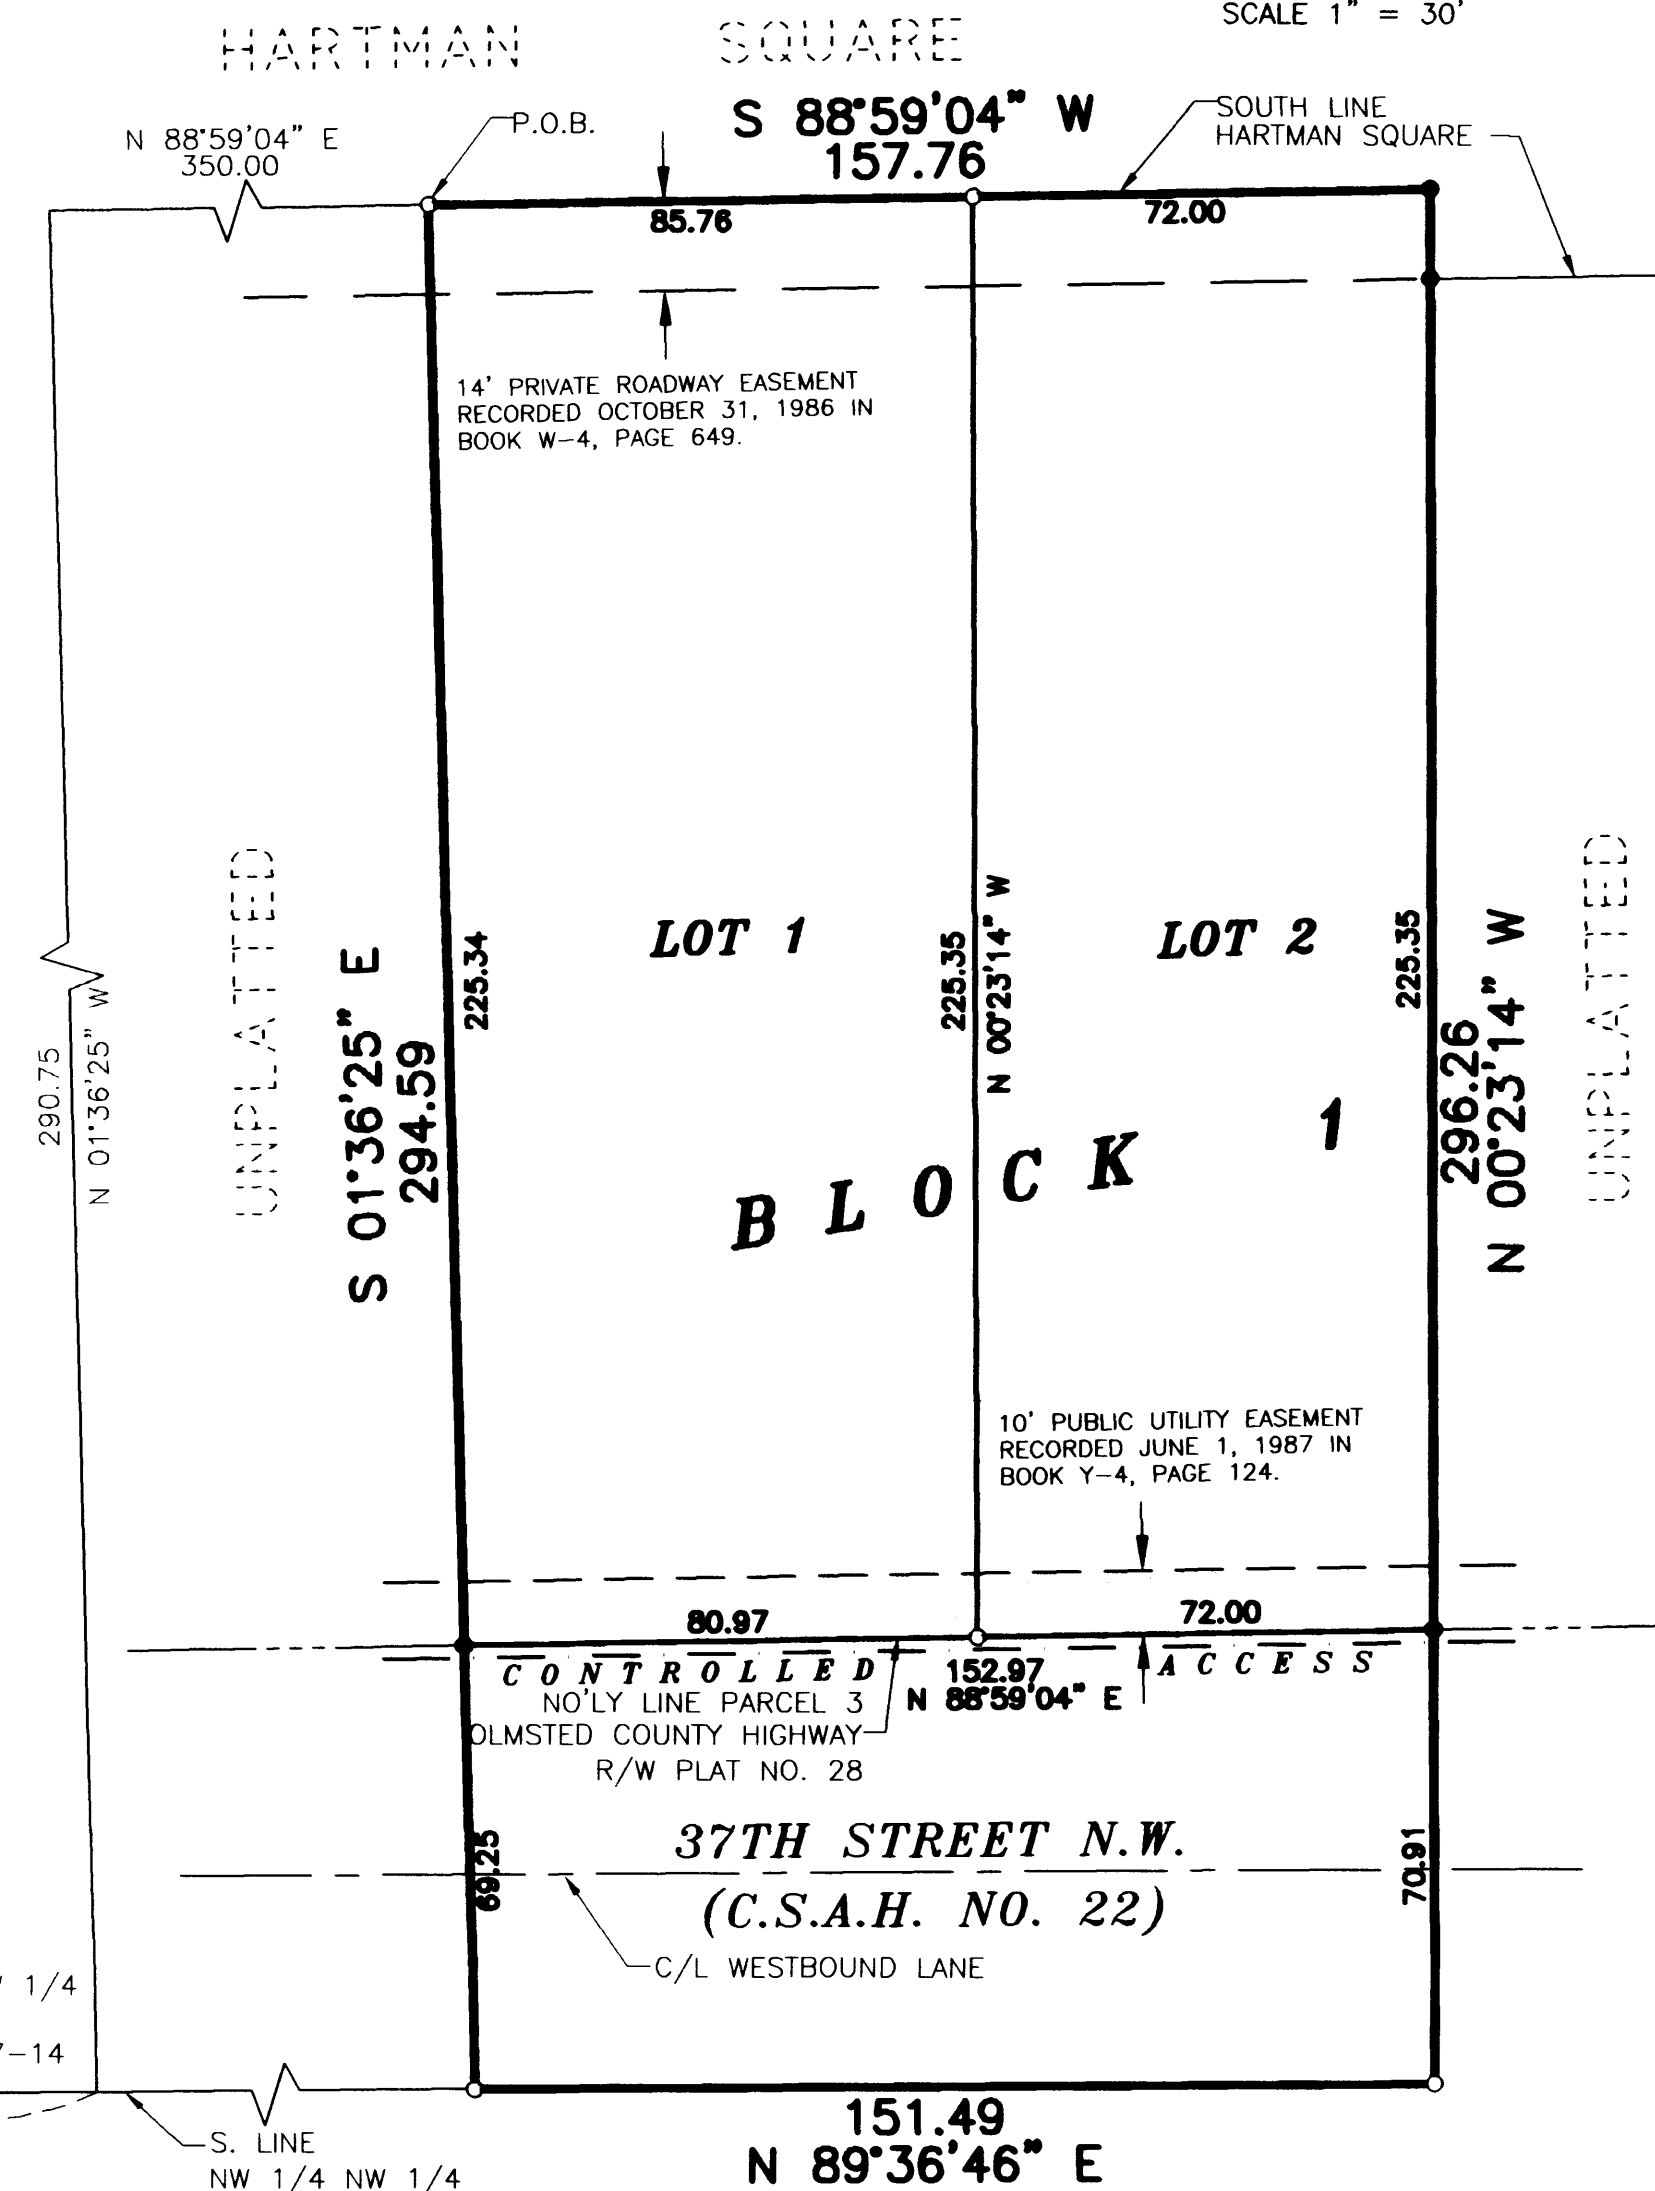 SCALE 1" = 30'
HARTMAN SQUARE
S 88°59'04" W
157.76
P.O.B.
N 88°59'04" E
350.00
SOUTH LINE
HARTMAN SQUARE
85.76
72.00
14' PRIVATE ROADWAY EASEMENT
RECORDED OCTOBER 31, 1986 IN
BOOK W-4, PAGE 649.
UNPLATTED
UNPLATTED
LOT 1
LOT 2
225.34
225.35
N 00°23'14" W
225.35
S 01°36'25" E
294.59
296.26
N 00°23'14" W
290.75
N 01°36'25" W
BLOCK 1
10' PUBLIC UTILITY EASEMENT
RECORDED JUNE 1, 1987 IN
BOOK Y-4, PAGE 124.
80.97
72.00
CONTROLLED ACCESS
152.97
N 88°59'04" E
NO'LY LINE PARCEL 3
OLMSTED COUNTY HIGHWAY
R/W PLAT NO. 28
37TH STREET N.W.
(C.S.A.H. NO. 22)
69.25
70.91
C/L WESTBOUND LANE
1/4
-14
S. LINE
NW 1/4 NW 1/4
151.49
N 89°36'46" E